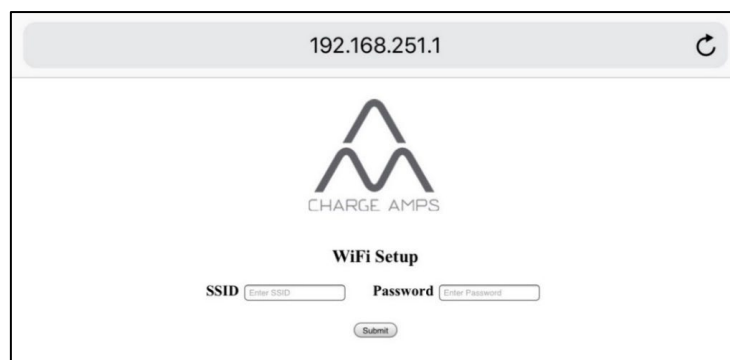 192.168.251.1
CHARGE AMPS
WiFi Setup
SSID Enter SSID Password Enter Password
Submit